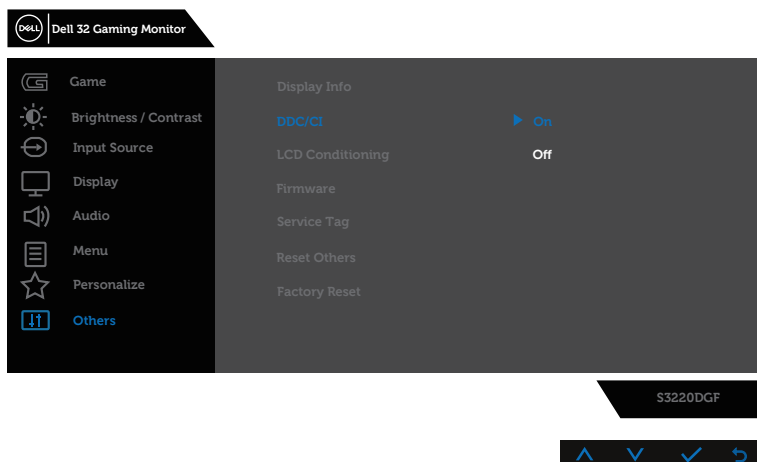 DELL
Dell 32 Gaming Monitor
Game
Brightness / Contrast
Input Source
Display
Audio
Menu
Personalize
Others
Display Info
DDC/CI On
LCD Conditioning Off
Firmware
Service Tag
Reset Others
Factory Reset
S3220DGF